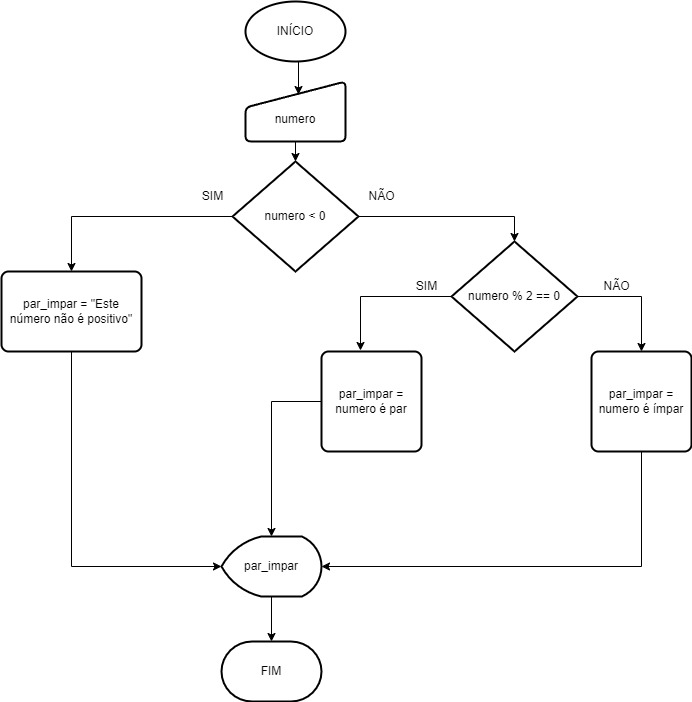 INÍCIO
numero
SIM
NÃO
numero < 0
SIM
NÃO
numero % 2 == 0
par_impar = "Este
número não é positivo"
par_impar =
numero é par
par_impar =
numero é ímpar
par_impar
FIM